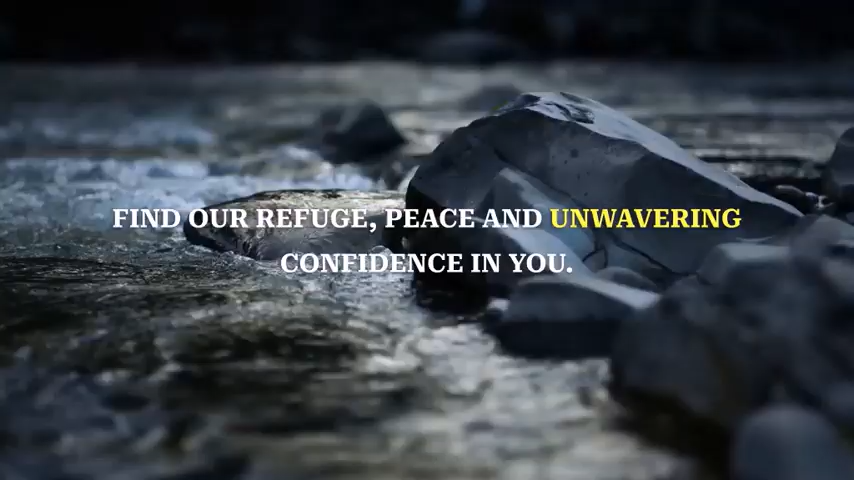 FIND OUR REFUGE, PEACE AND UNWAVERING
CONFIDENCE IN YOU.